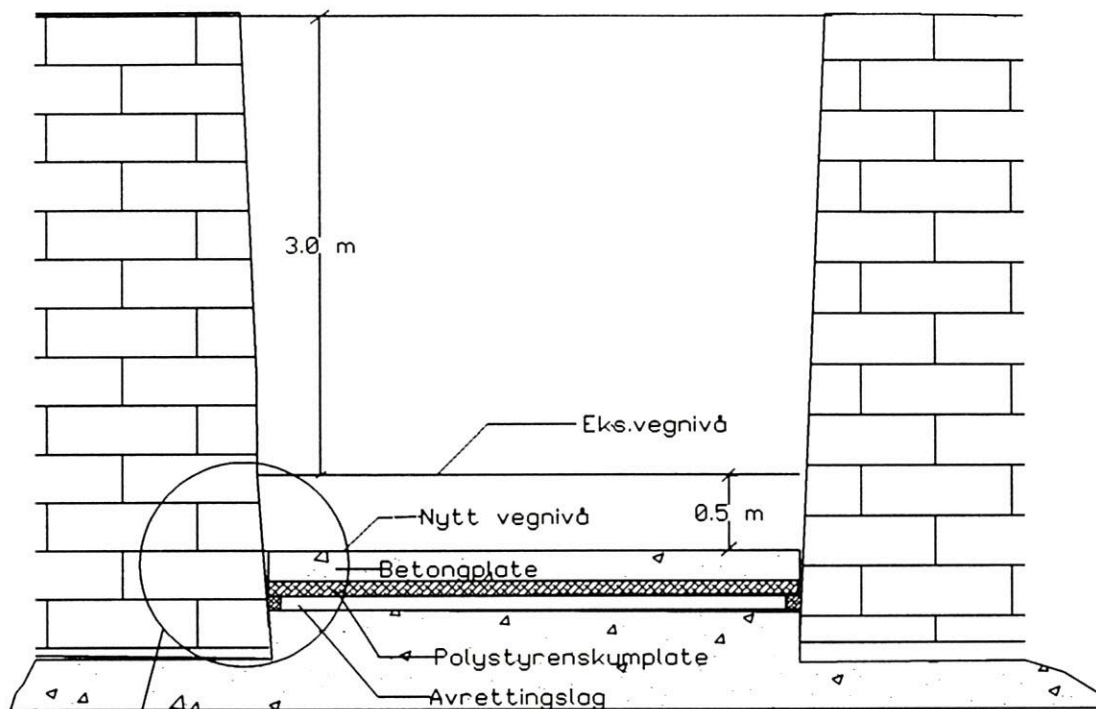 3.0 m
Eks.vegnivå
Nytt vegnivå
0.5 m
Betongplate
Polystyrenskumplate
Avrettingslag